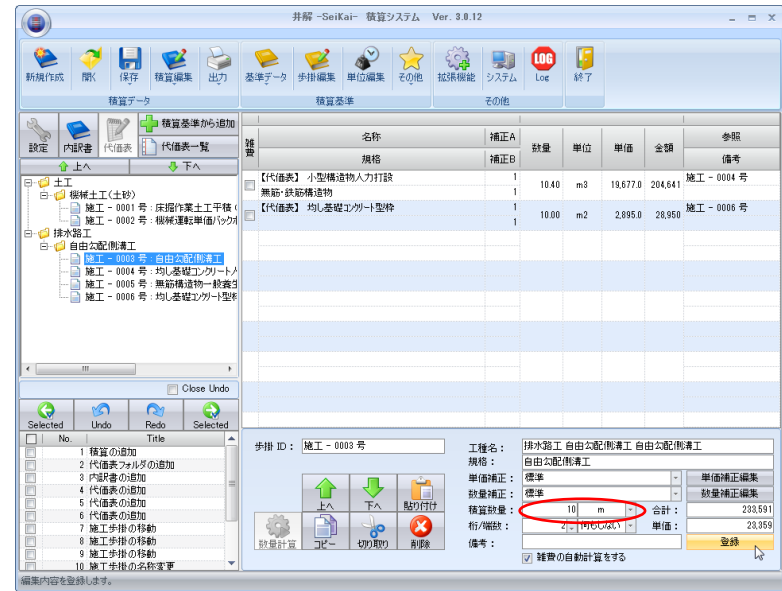 井解 -SeiKai- 積算システム Ver. 3.0.12
新規作成 開く 保存 積算編集 出力 基準データ 歩掛編集 単位編集 その他 拡張機能 システム Log 終了
積算データ 積算基準 その他
設定 内訳書 代価表 積算基準から追加
代価表一覧
上へ 下へ
土工
機械土工(土砂)
施工 - 0001 号 : 床掘作業土工平積(
施工 - 0002 号 : 機械運転単価バックホ
排水路工
自由勾配側溝工
施工 - 0003 号 : 自由勾配側溝工
施工 - 0004 号 : 均し基礎コンクリート人
施工 - 0005 号 : 無筋構造物一般養生
施工 - 0006 号 : 均し基礎コンクリート型枠
雑費 名称 補正A 数量 単位 単価 金額 参照
規格 補正B 備考
【代価表】 小型構造物人力打設 1 10.40 m3 19,677.0 204,641 施工 - 0004 号
無筋・鉄筋構造物 1
【代価表】 均し基礎コンクリート型枠 1 10.00 m2 2,895.0 28,950 施工 - 0006 号
1
Close Undo
Selected Undo Redo Selected
No. Title
1 積算の追加
2 代価表フォルダの追加
3 内訳書の追加
4 代価表の追加
5 代価表の追加
6 代価表の追加
7 施工歩掛の移動
8 施工歩掛の移動
9 施工歩掛の移動
10 施工歩掛の名称変更
歩掛 ID : 施工 - 0003 号
上へ 下へ 貼り付け
数量計算 コピー 切り取り 削除
工種名 : 排水路工 自由勾配側溝工 自由勾配側溝工
規格 : 自由勾配側溝工
単価補正 : 標準 単価補正編集
数量補正 : 標準 数量補正編集
積算数量 : 10 m 合計 : 233,591
桁/端数 : 2 何もしない 単価 : 23,359
備考 : 登録
雑費の自動計算をする
編集内容を登録します。